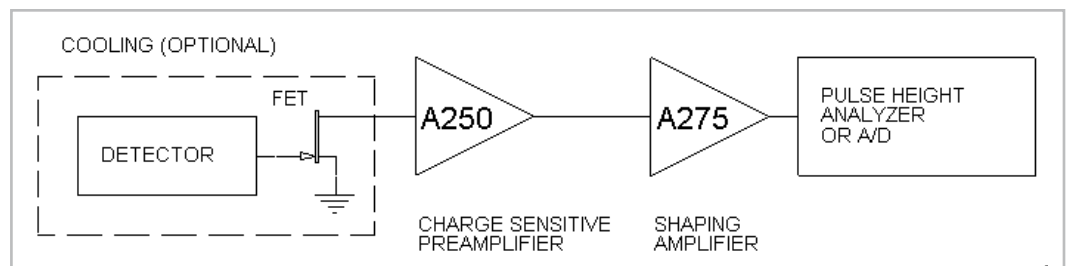 COOLING (OPTIONAL)
FET
DETECTOR
A250
A275
PULSE HEIGHT
ANALYZER
OR A/D
CHARGE SENSITIVE
PREAMPLIFIER
SHAPING
AMPLIFIER